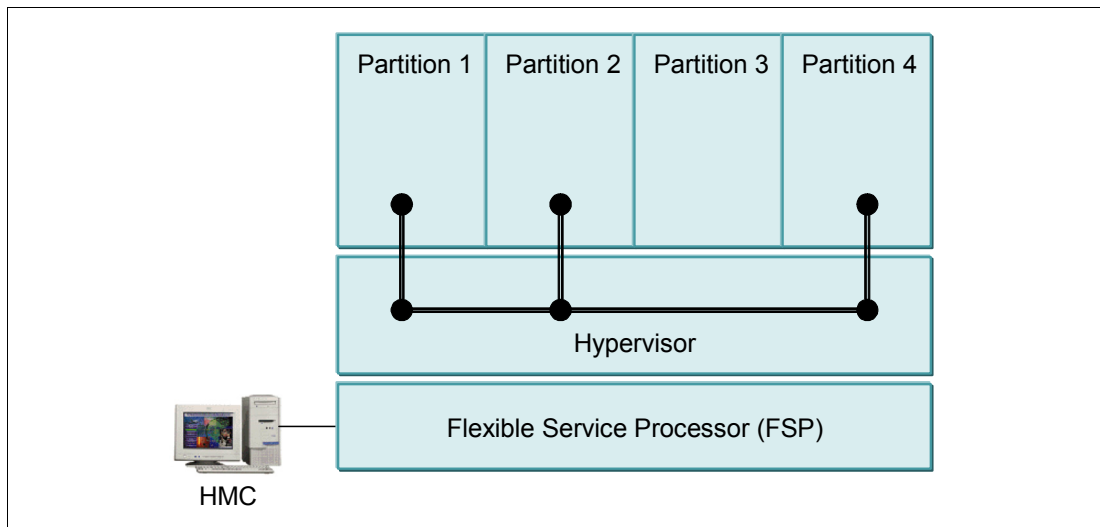 Partition 1 Partition 2 Partition 3 Partition 4
Hypervisor
Flexible Service Processor (FSP)
HMC